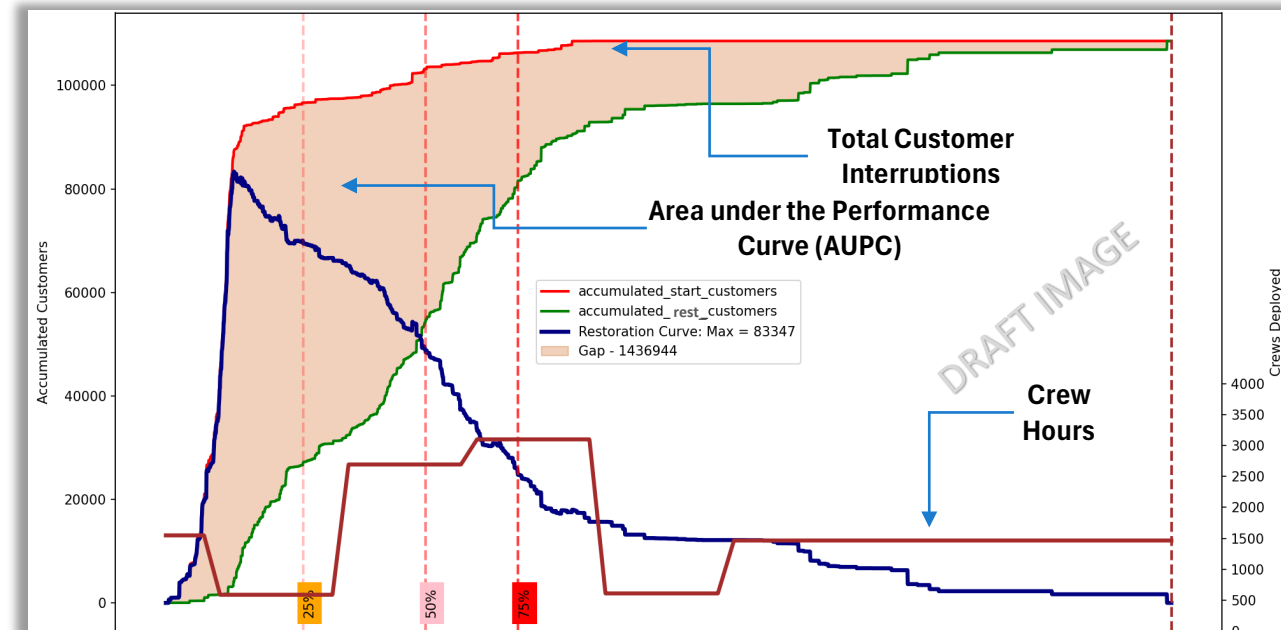 100000
80000
60000
40000
20000
0
Accumulated Customers
Total Customer
Interruptions
Area under the Performance
Curve (AUPC)
accumulated_start_customers
accumulated_rest_customers
Restoration Curve: Max = 83347
Gap - 1436944
DRAFT IMAGE
Crew
Hours
25%
50%
75%
4000
3500
3000
2500
2000
1500
1000
500
0
Crews Deployed